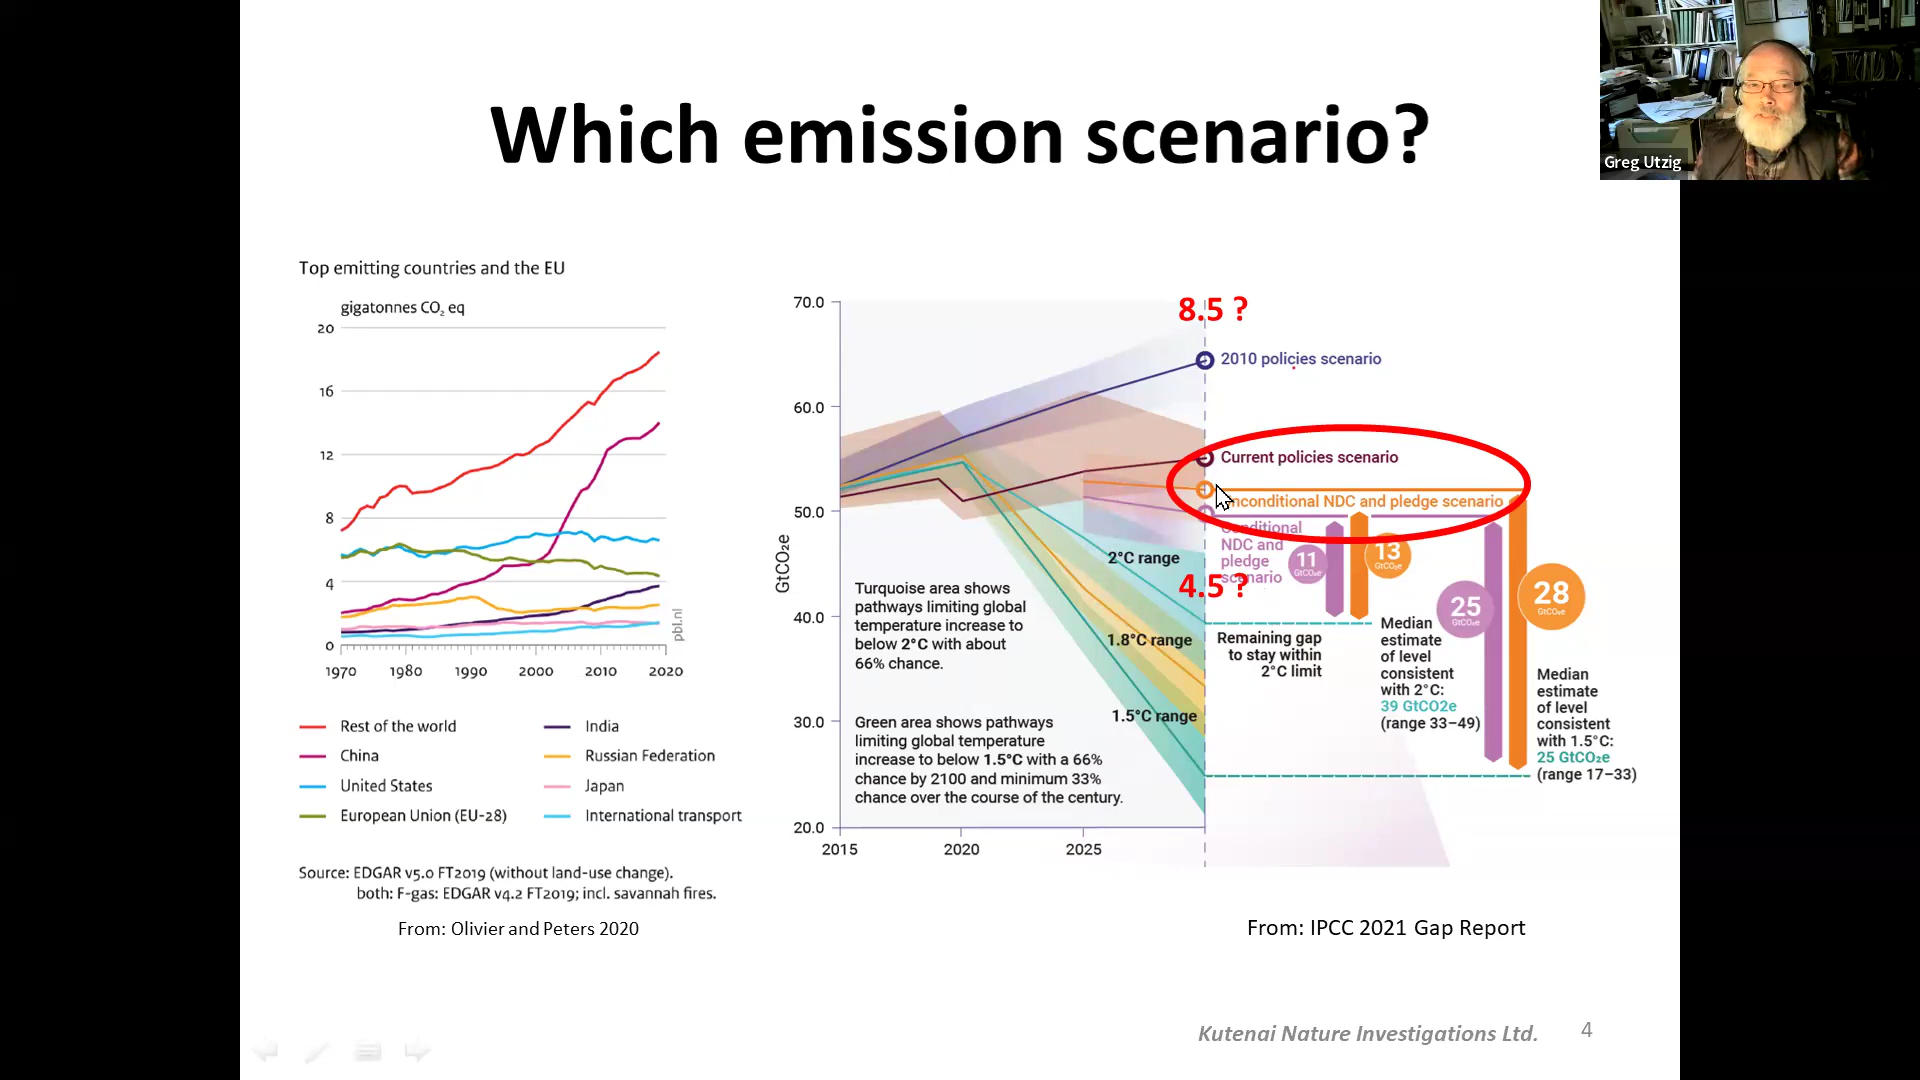 Which emission scenario?
Greg Utzig
Top emitting countries and the EU
gigatonnes CO₂ eq
20
16
12
8
4
0
1970
1980
1990
2000
2010
2020
pbl.nl
Rest of the world
China
United States
European Union (EU-28)
India
Russian Federation
Japan
International transport
Source: EDGAR v5.0 FT2019 (without land-use change).
both: F-gas: EDGAR v4.2 FT2019; incl. savannah fires.
From: Olivier and Peters 2020
GtCO₂e
70.0
60.0
50.0
40.0
30.0
20.0
2015
2020
2025
8.5 ?
2010 policies scenario
Current policies scenario
NDC and pledge scenario
Conditional
NDC and
pledge
scenario
4.5 ?
2°C range
1.8°C range
1.5°C range
Turquoise area shows
pathways limiting global
temperature increase to
below 2°C with about
66% chance.
Green area shows pathways
limiting global temperature
increase to below 1.5°C with a 66%
chance by 2100 and minimum 33%
chance over the course of the century.
11
GtCO₂e
13
GtCO₂e
25
GtCO₂e
28
GtCO₂e
Remaining gap
to stay within
2°C limit
Median
estimate
of level
consistent
with 2°C:
39 GtCO2e
(range 33–49)
Median
estimate
of level
consistent
with 1.5°C:
25 GtCO₂e
(range 17–33)
From: IPCC 2021 Gap Report
Kutenai Nature Investigations Ltd.
4